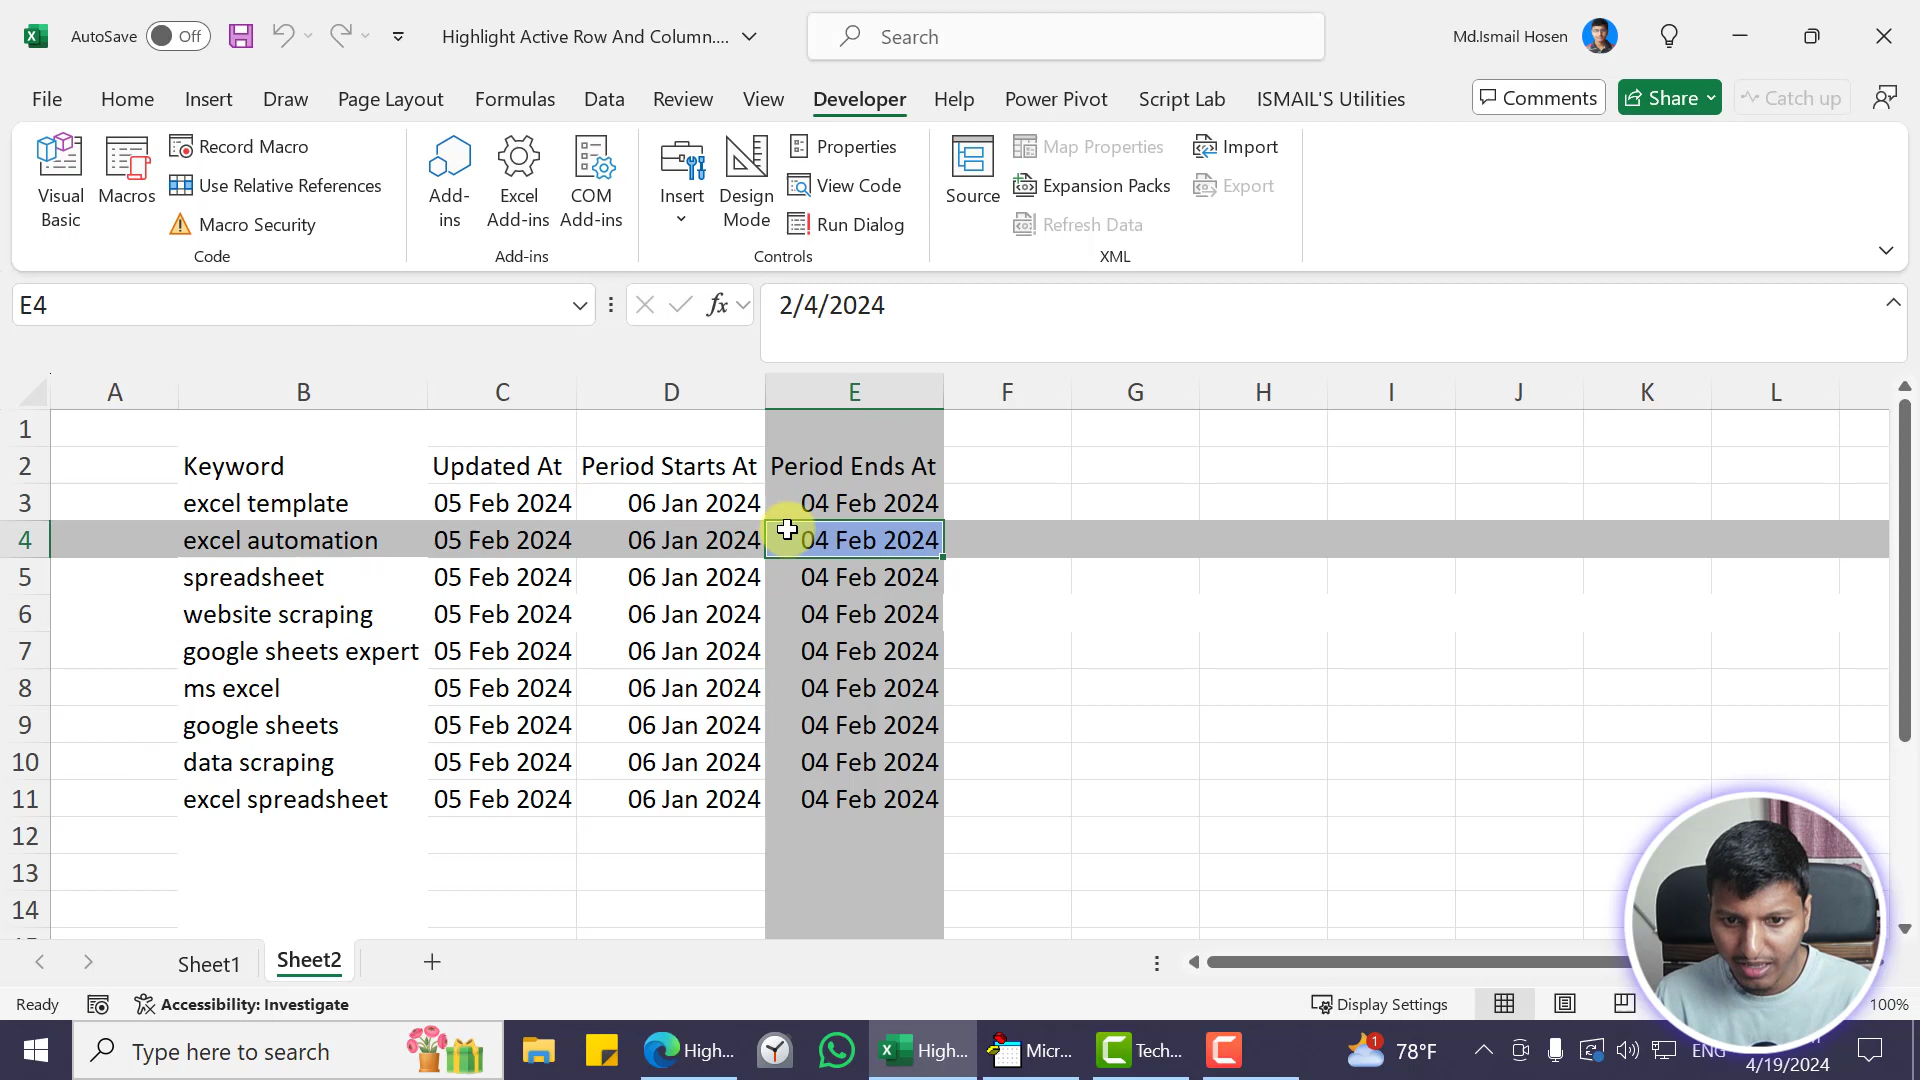 AutoSave Off Highlight Active Row And Column.... Search Md.Ismail Hosen
File Home Insert Draw Page Layout Formulas Data Review View Developer Help Power Pivot Script Lab ISMAIL'S Utilities Comments Share Catch up
Visual Basic
Macros
Record Macro
Use Relative References
Macro Security
Code
Add-ins
Excel Add-ins
COM Add-ins
Add-ins
Insert
Design Mode
Properties
View Code
Run Dialog
Controls
Source
Map Properties
Expansion Packs
Refresh Data
Import
Export
XML
E4 fx 2/4/2024
A B C D E F G H I J K L
1
2 Keyword Updated At Period Starts At Period Ends At
3 excel template 05 Feb 2024 06 Jan 2024 04 Feb 2024
4 excel automation 05 Feb 2024 06 Jan 2024 04 Feb 2024
5 spreadsheet 05 Feb 2024 06 Jan 2024 04 Feb 2024
6 website scraping 05 Feb 2024 06 Jan 2024 04 Feb 2024
7 google sheets expert 05 Feb 2024 06 Jan 2024 04 Feb 2024
8 ms excel 05 Feb 2024 06 Jan 2024 04 Feb 2024
9 google sheets 05 Feb 2024 06 Jan 2024 04 Feb 2024
10 data scraping 05 Feb 2024 06 Jan 2024 04 Feb 2024
11 excel spreadsheet 05 Feb 2024 06 Jan 2024 04 Feb 2024
12
13
14
Sheet1 Sheet2
Ready Accessibility: Investigate Display Settings 100%
Type here to search High... High... Micr... Tech... 1 78°F ENG
4/19/2024